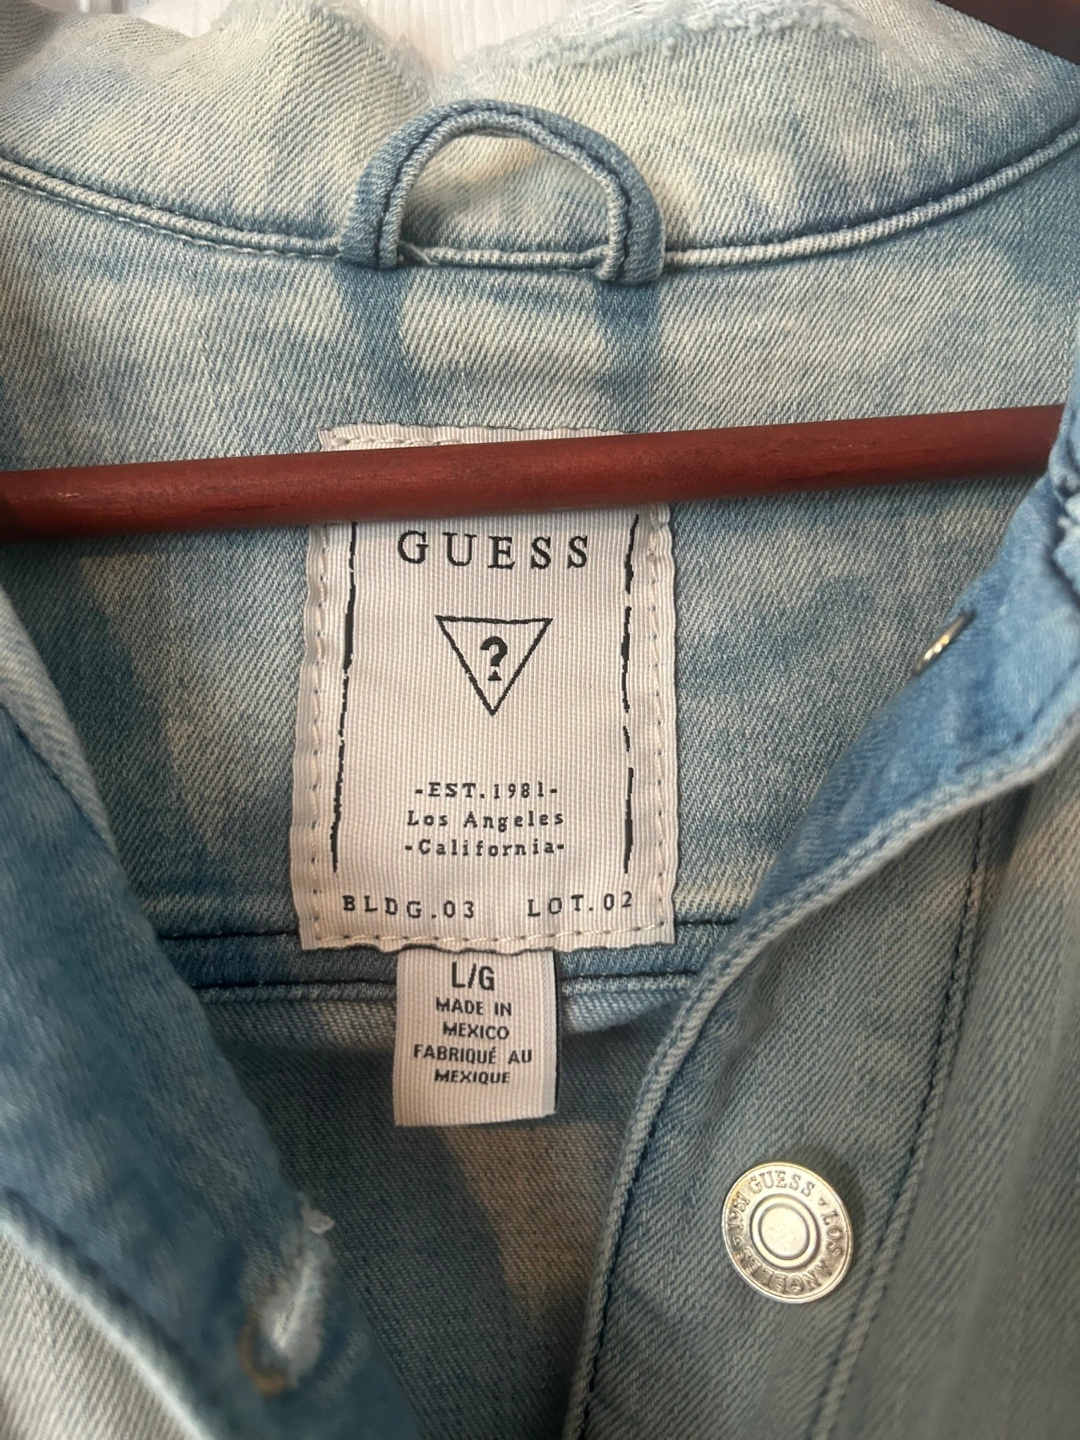 GUESS
?
-EST.1981-
Los Angeles
-California-
BLDG.03 LOT.02
L/G
MADE IN
MEXICO
FABRIQUÉ AU
MEXIQUE
GUESS LOS ANGELES